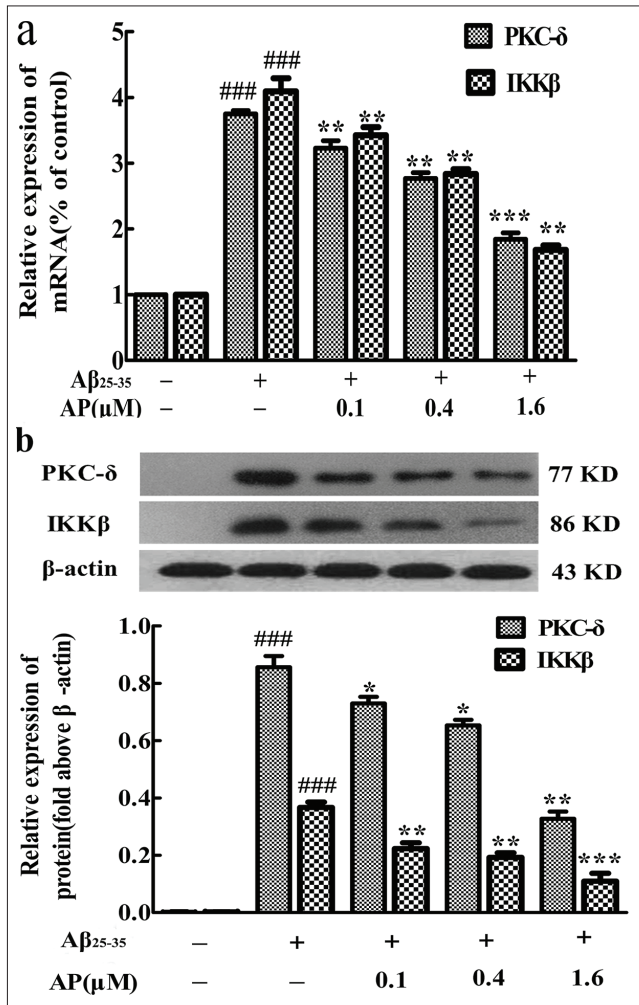 a
Relative expression of
mRNA(% of control)
5
4
3
2
1
0
PKC-δ
IKKβ
###
###
**
**
**
**
***
**
Aβ25-35 – + + + +
AP(μM) – – 0.1 0.4 1.6
b
PKC-δ 77 KD
IKKβ 86 KD
β-actin 43 KD
Relative expression of
protein(fold above β -actin)
1.0
0.8
0.6
0.4
0.2
0.0
PKC-δ
IKKβ
###
###
*
**
*
**
**
***
Aβ25-35 – + + + +
AP(μM) – – 0.1 0.4 1.6